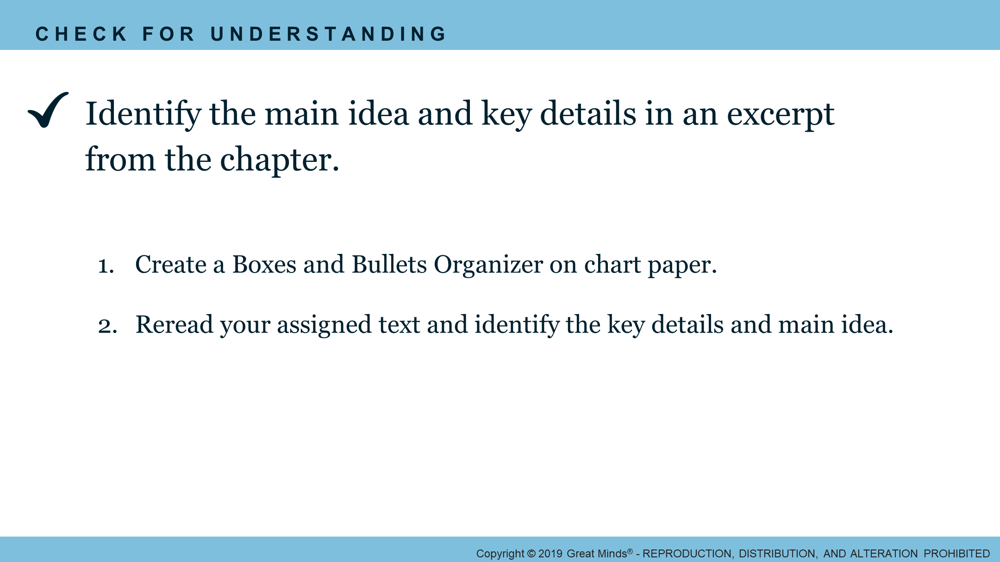 CHECK FOR UNDERSTANDING
✓ Identify the main idea and key details in an excerpt
from the chapter.
1. Create a Boxes and Bullets Organizer on chart paper.
2. Reread your assigned text and identify the key details and main idea.
Copyright © 2019 Great Minds® - REPRODUCTION, DISTRIBUTION, AND ALTERATION PROHIBITED